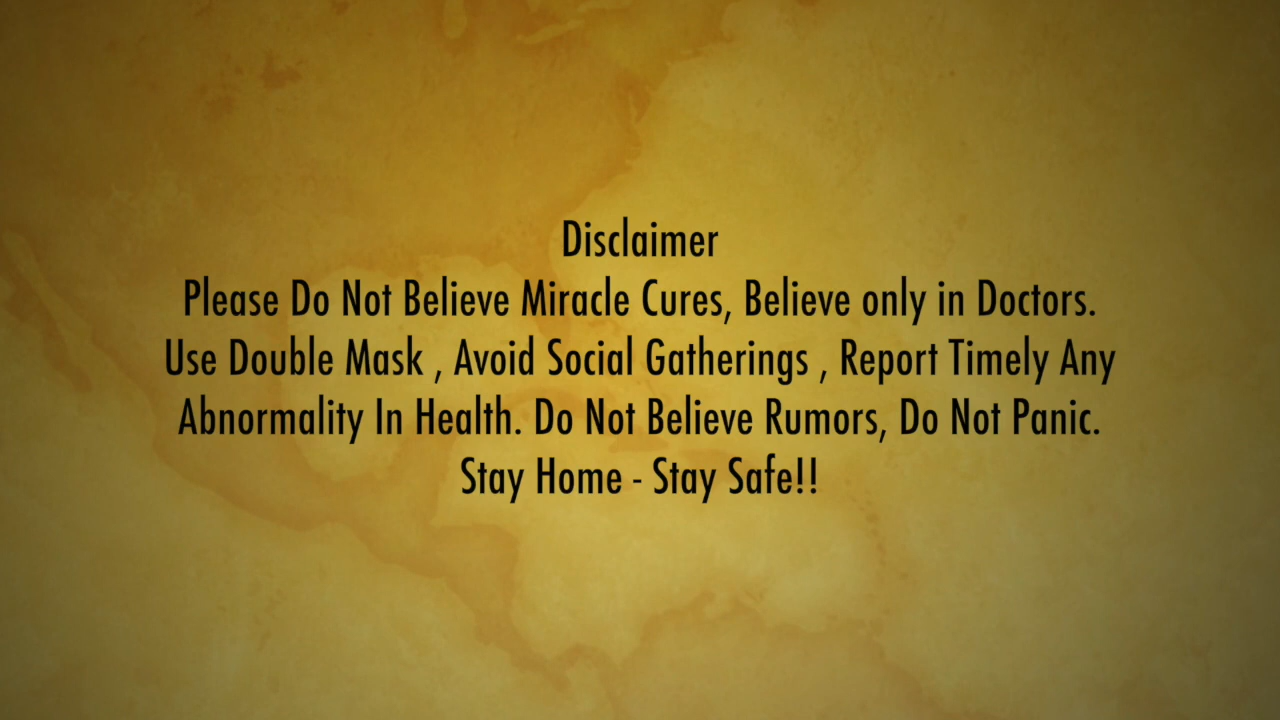 Disclaimer
Please Do Not Believe Miracle Cures, Believe only in Doctors.
Use Double Mask , Avoid Social Gatherings , Report Timely Any
Abnormality In Health. Do Not Believe Rumors, Do Not Panic.
Stay Home - Stay Safe!!